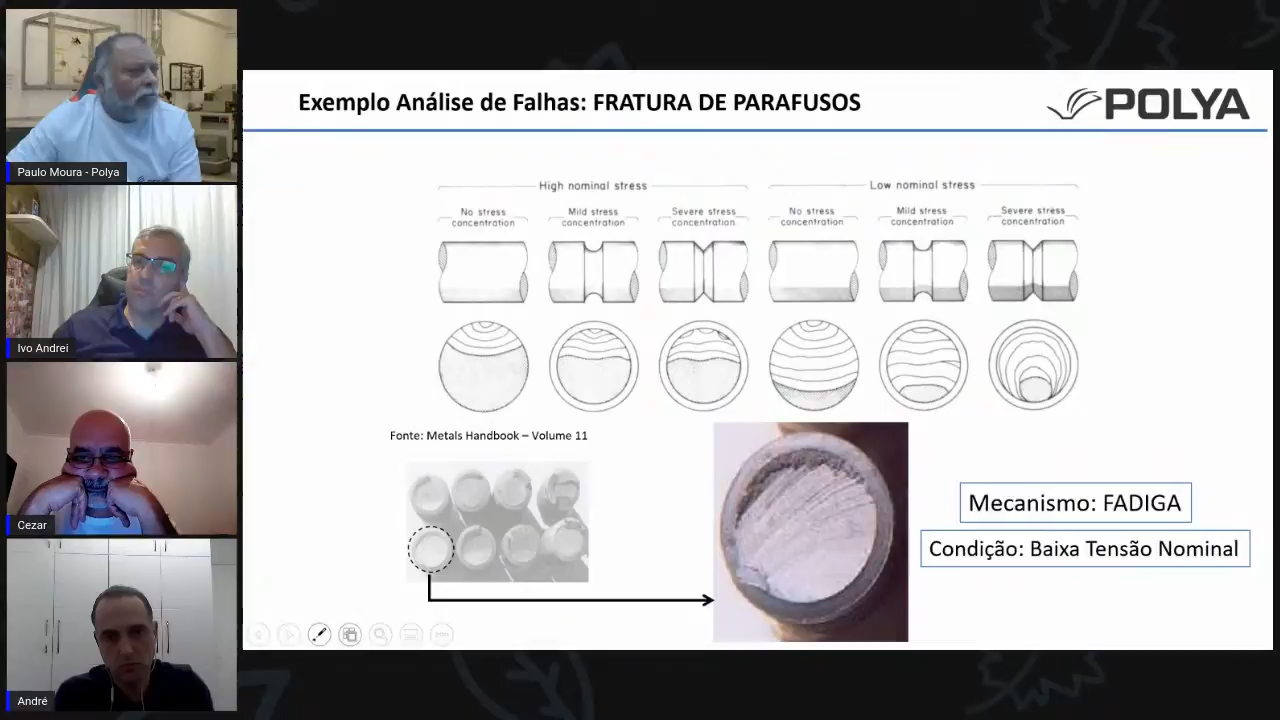 Exemplo Análise de Falhas: FRATURA DE PARAFUSOS
POLYA
High nominal stress
Low nominal stress
No stress concentration
Mild stress concentration
Severe stress concentration
No stress concentration
Mild stress concentration
Severe stress concentration
Fonte: Metals Handbook – Volume 11
Mecanismo: FADIGA
Condição: Baixa Tensão Nominal
Paulo Moura - Polya
Ivo Andrei
Cezar
André